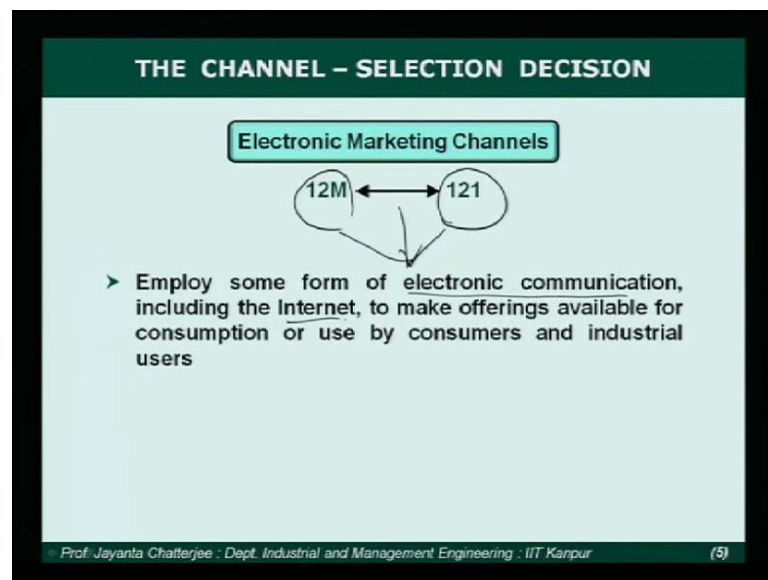 THE CHANNEL – SELECTION DECISION
Electronic Marketing Channels
12M 121
➤ Employ some form of electronic communication,
including the Internet, to make offerings available for
consumption or use by consumers and industrial
users
Prof. Jayanta Chatterjee : Dept. Industrial and Management Engineering : IIT Kanpur (5)